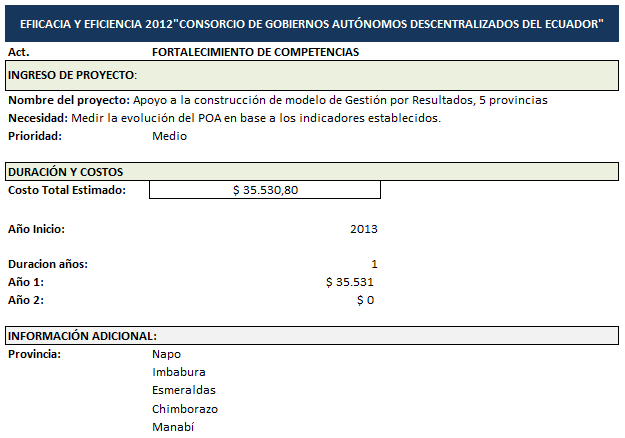 EFICACIA Y EFICIENCIA 2012"CONSORCIO DE GOBIERNOS AUTÓNOMOS DESCENTRALIZADOS DEL ECUADOR"
Act. FORTALECIMIENTO DE COMPETENCIAS
INGRESO DE PROYECTO:
Nombre del proyecto: Apoyo a la construcción de modelo de Gestión por Resultados, 5 provincias
Necesidad: Medir la evolución del POA en base a los indicadores establecidos.
Prioridad: Medio
DURACIÓN Y COSTOS
Costo Total Estimado: $ 35.530,80
Año Inicio: 2013
Duracion años: 1
Año 1: $ 35.531
Año 2: $ 0
INFORMACIÓN ADICIONAL:
Provincia: Napo
Imbabura
Esmeraldas
Chimborazo
Manabí